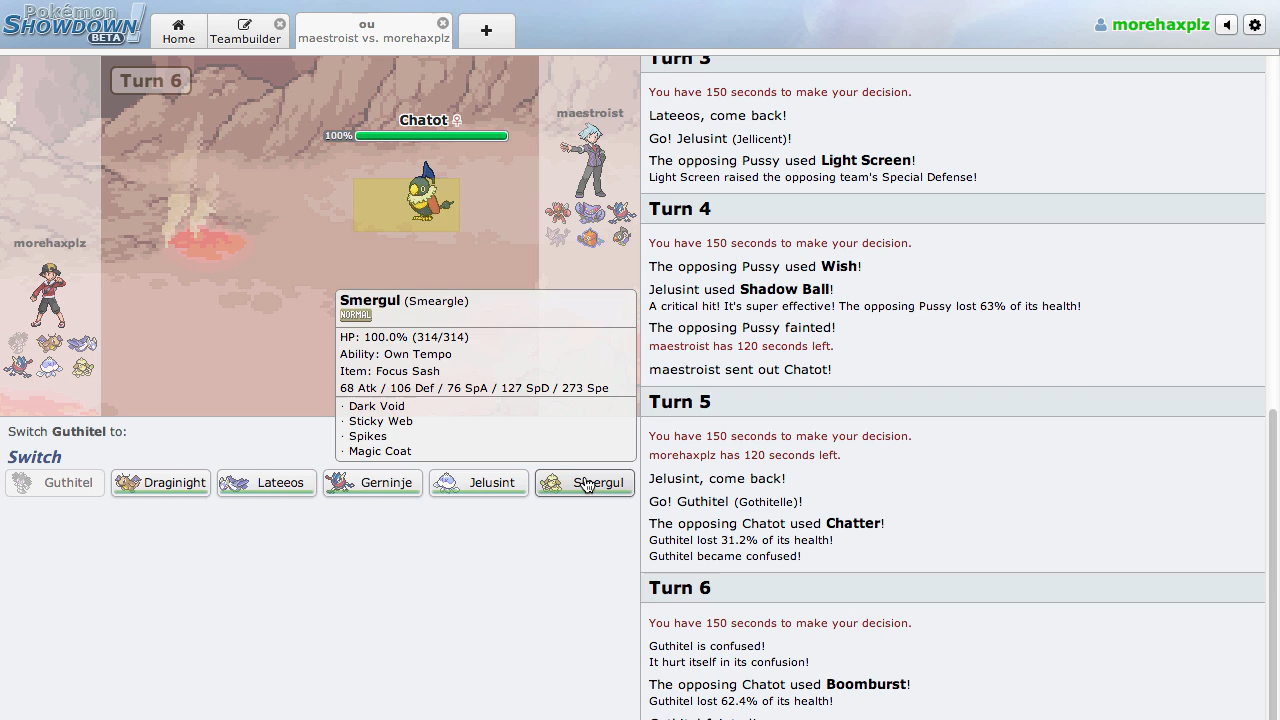 Pokémon
SHOWDOWN!
BETA
Home
Teambuilder
ou
maestroist vs. morehaxplz
+
morehaxplz
Turn 6
Chatot ♀
100%
maestroist
morehaxplz
Smergul (Smeargle)
NORMAL
HP: 100.0% (314/314)
Ability: Own Tempo
Item: Focus Sash
68 Atk / 106 Def / 76 SpA / 127 SpD / 273 Spe
· Dark Void
· Sticky Web
· Spikes
· Magic Coat
Switch Guthitel to:
Switch
Guthitel
Draginight
Lateeos
Gerninje
Jelusint
Smergul
Turn 3
You have 150 seconds to make your decision.
Lateeos, come back!
Go! Jelusint (Jellicent)!
The opposing Pussy used Light Screen!
Light Screen raised the opposing team's Special Defense!
Turn 4
You have 150 seconds to make your decision.
The opposing Pussy used Wish!
Jelusint used Shadow Ball!
A critical hit! It's super effective! The opposing Pussy lost 63% of its health!
The opposing Pussy fainted!
maestroist has 120 seconds left.
maestroist sent out Chatot!
Turn 5
You have 150 seconds to make your decision.
morehaxplz has 120 seconds left.
Jelusint, come back!
Go! Guthitel (Gothitelle)!
The opposing Chatot used Chatter!
Guthitel lost 31.2% of its health!
Guthitel became confused!
Turn 6
You have 150 seconds to make your decision.
Guthitel is confused!
It hurt itself in its confusion!
The opposing Chatot used Boomburst!
Guthitel lost 62.4% of its health!